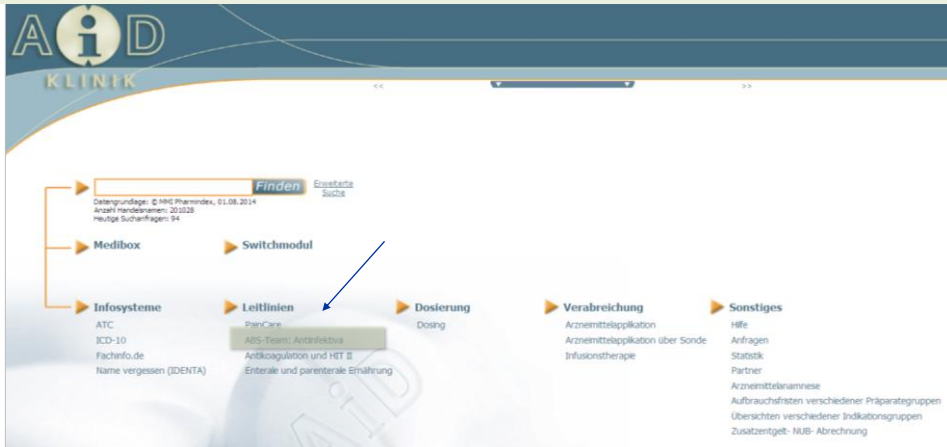 AiD
KLINIK
<<
>>
Finden
Erweiterte
Suche
Datengrundlage: © MMI Pharmindex, 01.08.2014
Anzahl Handelsnamen: 201028
Heutige Suchanfragen: 94
Medibox
Switchmodul
Infosysteme
ATC
ICD-10
Fachinfo.de
Name vergessen (IDENTA)
Leitlinien
PainCare
ABS-Team: Antiinfektiva
Antikoagulation und HIT II
Enterale und parenterale Ernährung
Dosierung
Dosing
Verabreichung
Arzneimittelapplikation
Arzneimittelapplikation über Sonde
Infusionstherapie
Sonstiges
Hilfe
Anfragen
Statistik
Partner
Arzneimittelanamnese
Aufbrauchsfristen verschiedener Präparategruppen
Übersichten verschiedener Indikationsgruppen
Zusatzentgelt- NUB- Abrechnung
AiD